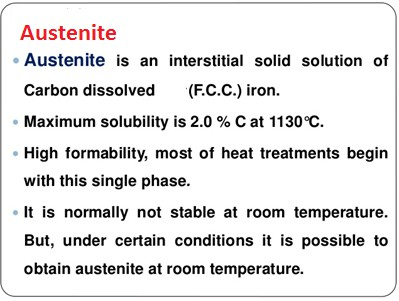 Austenite
• Austenite is an interstitial solid solution of
Carbon dissolved (F.C.C.) iron.
• Maximum solubility is 2.0 % C at 1130°C.
• High formability, most of heat treatments begin
with this single phase.
• It is normally not stable at room temperature.
But, under certain conditions it is possible to
obtain austenite at room temperature.